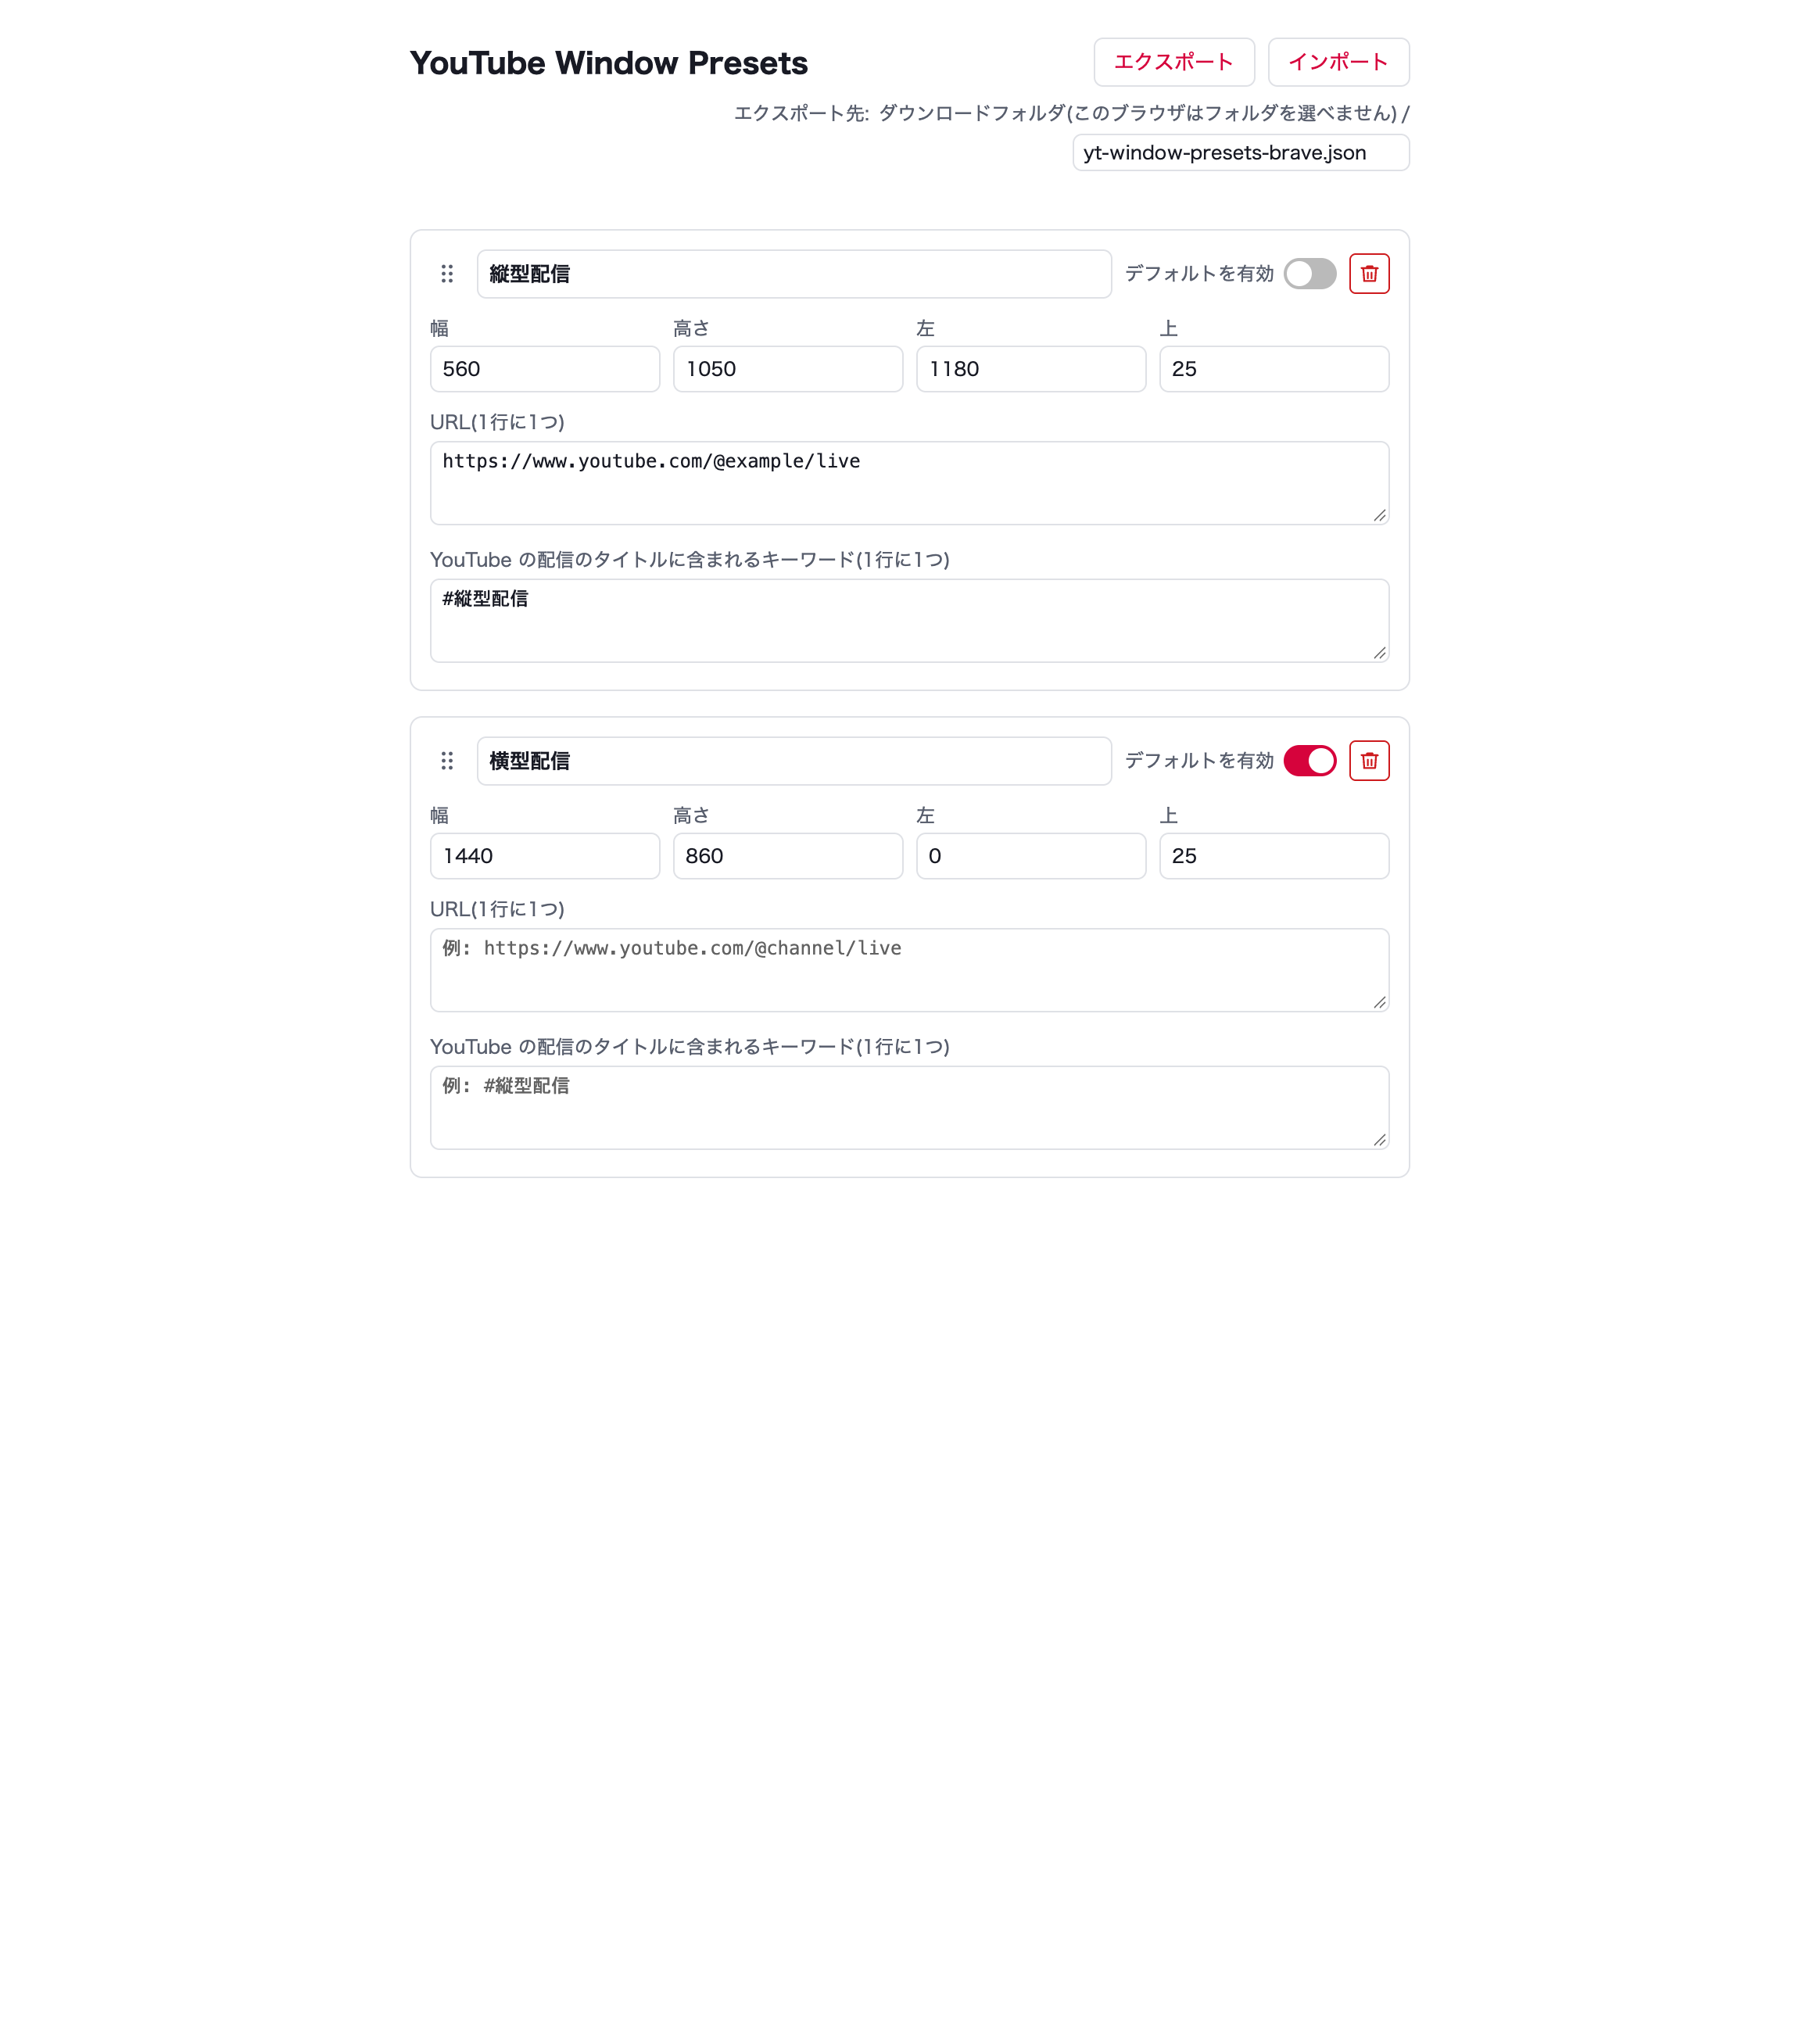 YouTube Window Presets
エクスポート インポート
エクスポート先: ダウンロードフォルダ(このブラウザはフォルダを選べません) /
yt-window-presets-brave.json
縦型配信 デフォルトを有効
幅 高さ 左 上
560 1050 1180 25
URL(1行に1つ)
https://www.youtube.com/@example/live
YouTube の配信のタイトルに含まれるキーワード(1行に1つ)
#縦型配信
横型配信 デフォルトを有効
幅 高さ 左 上
1440 860 0 25
URL(1行に1つ)
例: https://www.youtube.com/@channel/live
YouTube の配信のタイトルに含まれるキーワード(1行に1つ)
例: #縦型配信